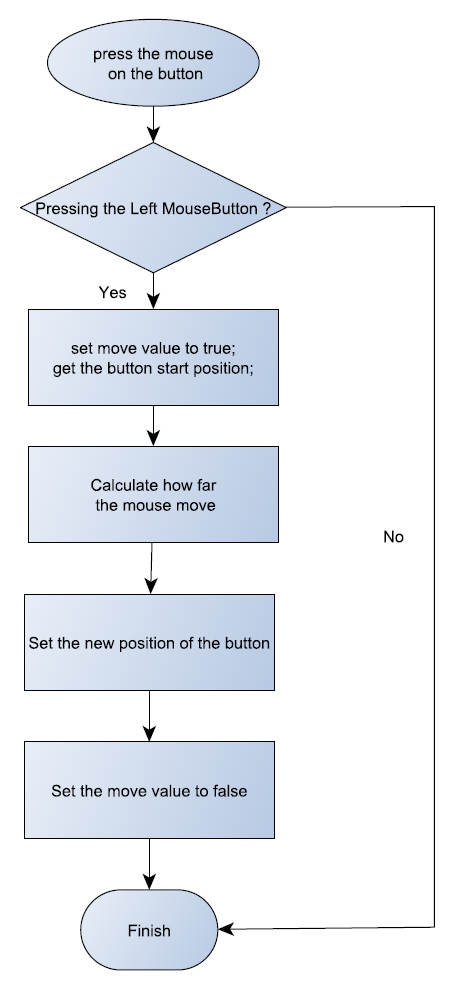 press the mouse
on the button
Pressing the Left MouseButton ?
Yes
set move value to true;
get the button start position;
Calculate how far
the mouse move
No
Set the new position of the button
Set the move value to false
Finish